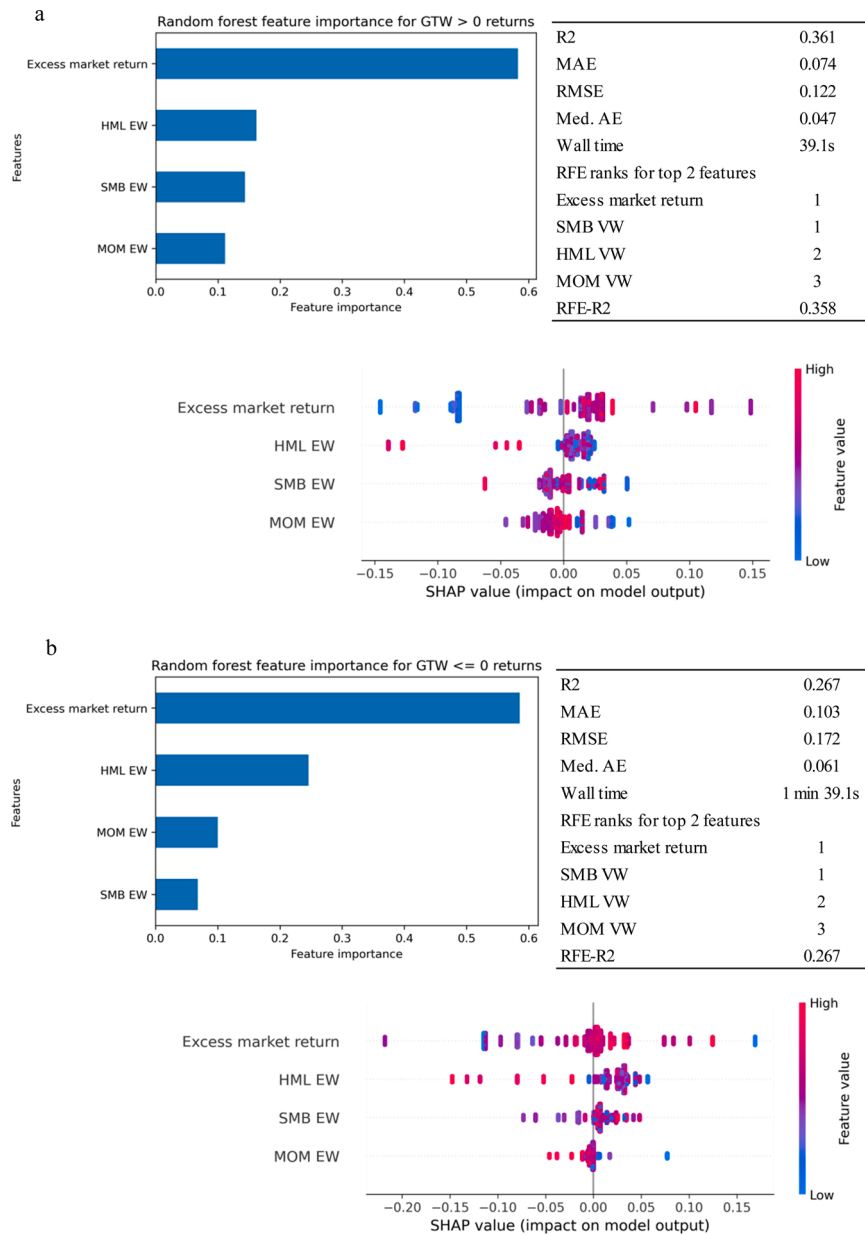 a
Random forest feature importance for GTW > 0 returns
Features
Excess market return
HML EW
SMB EW
MOM EW
0.0 0.1 0.2 0.3 0.4 0.5 0.6
Feature importance
R2 0.361
MAE 0.074
RMSE 0.122
Med. AE 0.047
Wall time 39.1s
RFE ranks for top 2 features
Excess market return 1
SMB VW 1
HML VW 2
MOM VW 3
RFE-R2 0.358
Excess market return
HML EW
SMB EW
MOM EW
−0.15 −0.10 −0.05 0.00 0.05 0.10 0.15
SHAP value (impact on model output)
High
Feature value
Low
b
Random forest feature importance for GTW <= 0 returns
Features
Excess market return
HML EW
MOM EW
SMB EW
0.0 0.1 0.2 0.3 0.4 0.5 0.6
Feature importance
R2 0.267
MAE 0.103
RMSE 0.172
Med. AE 0.061
Wall time 1 min 39.1s
RFE ranks for top 2 features
Excess market return 1
SMB VW 1
HML VW 2
MOM VW 3
RFE-R2 0.267
Excess market return
HML EW
SMB EW
MOM EW
−0.20 −0.15 −0.10 −0.05 0.00 0.05 0.10 0.15
SHAP value (impact on model output)
High
Feature value
Low